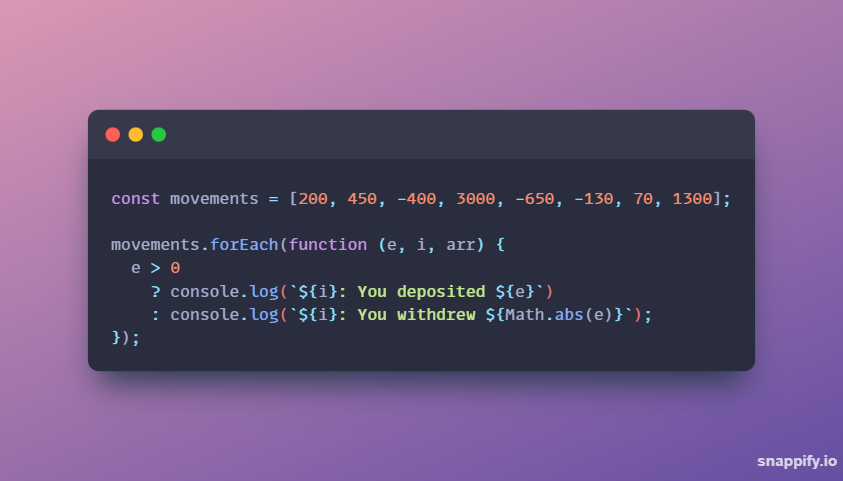 const movements = [200, 450, -400, 3000, -650, -130, 70, 1300];
movements.forEach(function (e, i, arr) {
  e > 0
    ? console.log(`${i}: You deposited ${e}`)
    : console.log(`${i}: You withdrew ${Math.abs(e)}`);
});
snappify.io